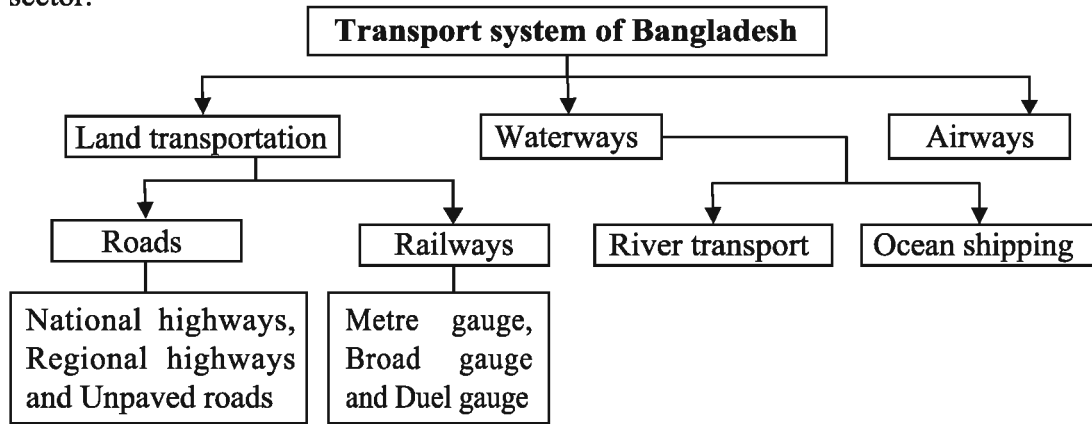 sector.
Transport system of Bangladesh
Land transportation
Waterways
Airways
Roads
Railways
River transport
Ocean shipping
National highways,
Regional highways
and Unpaved roads
Metre gauge,
Broad gauge
and Duel gauge